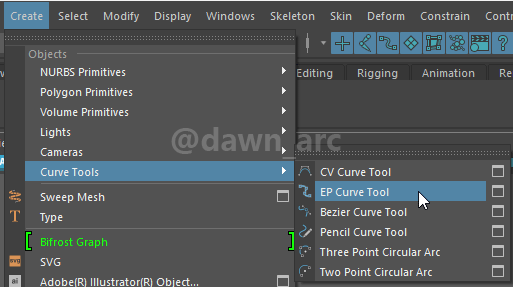 Create Select Modify Display Windows Skeleton Skin Deform Constrain
Objects
NURBS Primitives
Editing Rigging Animation
Polygon Primitives
Volume Primitives
Lights
@dawn_arc
Cameras
Curve Tools
CV Curve Tool
Sweep Mesh
EP Curve Tool
Type
Bezier Curve Tool
Bifrost Graph
Pencil Curve Tool
SVG
Three Point Circular Arc
Adobe(R) Illustrator(R) Object...
Two Point Circular Arc